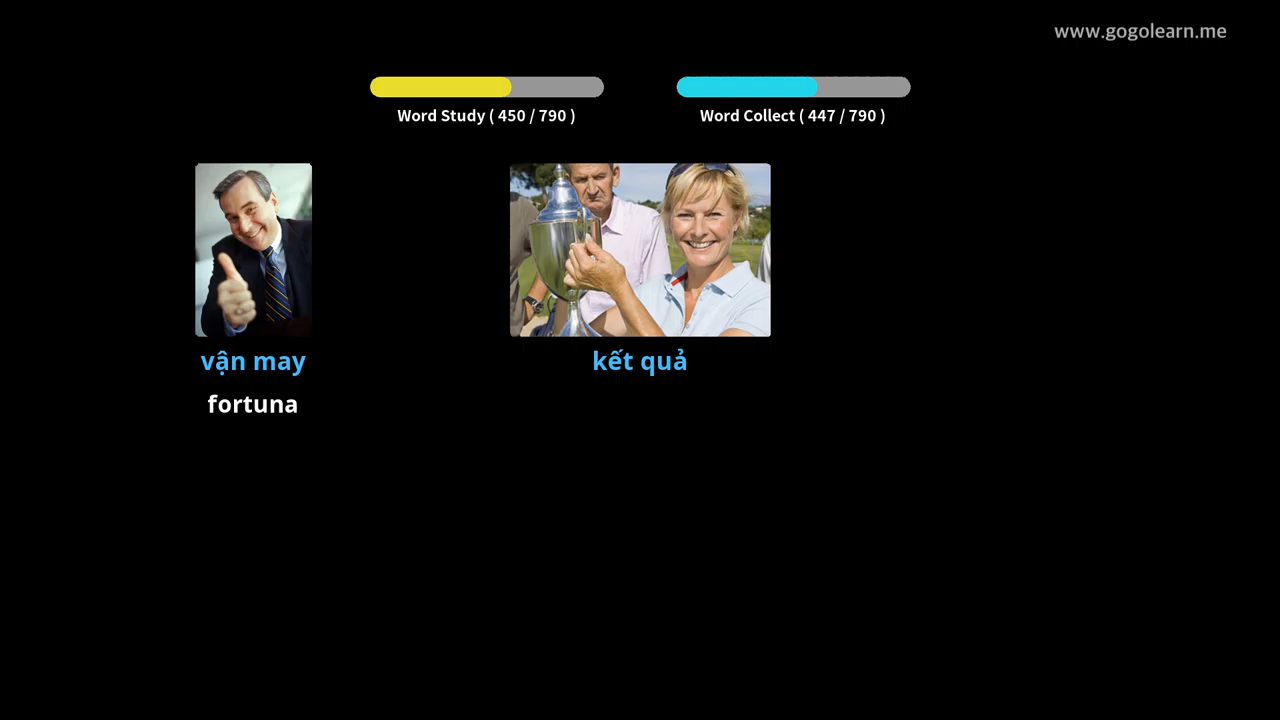 www.gogolearn.me
Word Study ( 450 / 790 )
Word Collect ( 447 / 790 )
vận may
fortuna
kết quả